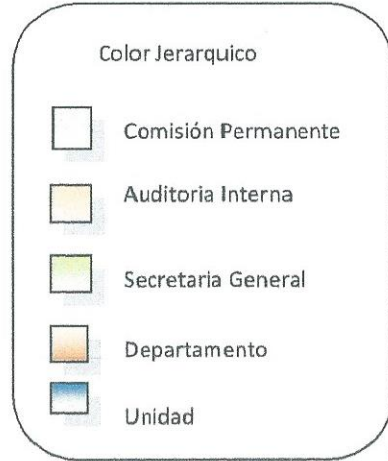 Color Jerarquico
Comisión Permanente
Auditoria Interna
Secretaria General
Departamento
Unidad